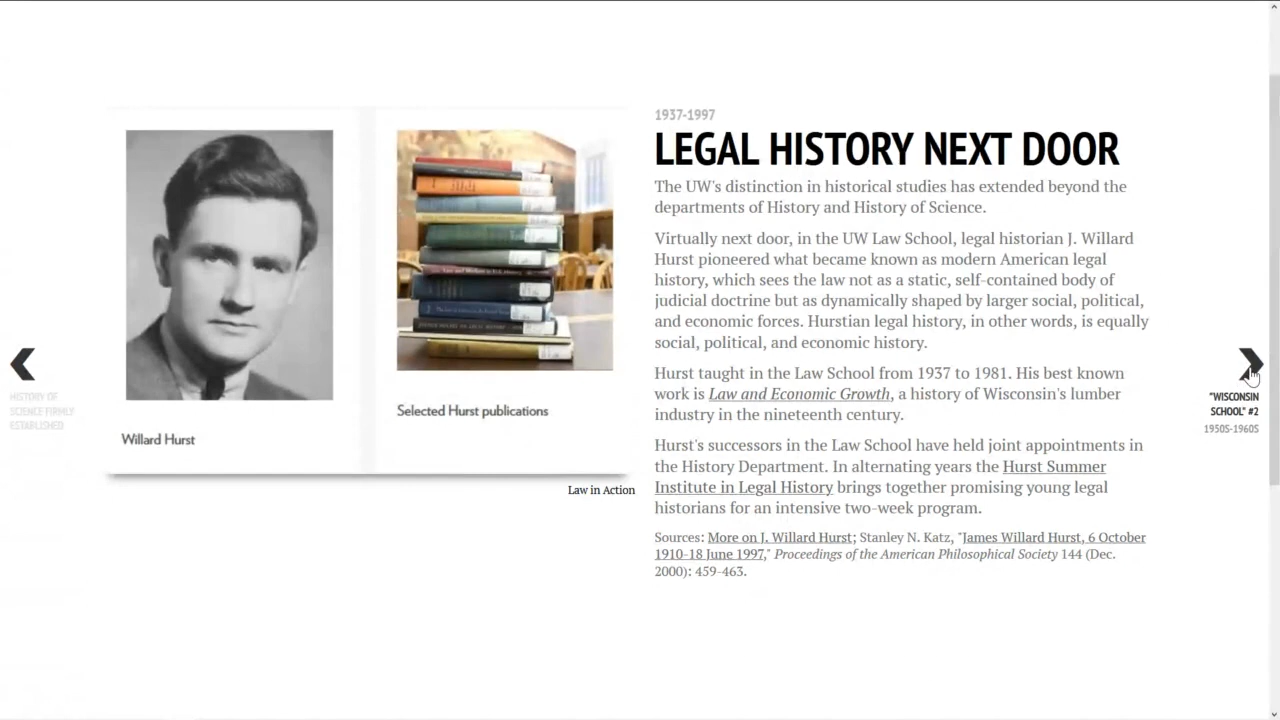 1937-1997
LEGAL HISTORY NEXT DOOR
The UW's distinction in historical studies has extended beyond the
departments of History and History of Science.
Virtually next door, in the UW Law School, legal historian J. Willard
Hurst pioneered what became known as modern American legal
history, which sees the law not as a static, self-contained body of
judicial doctrine but as dynamically shaped by larger social, political,
and economic forces. Hurstian legal history, in other words, is equally
social, political, and economic history.
Hurst taught in the Law School from 1937 to 1981. His best known
work is Law and Economic Growth, a history of Wisconsin's lumber
industry in the nineteenth century.
Hurst's successors in the Law School have held joint appointments in
the History Department. In alternating years the Hurst Summer
Institute in Legal History brings together promising young legal
historians for an intensive two-week program.
Sources: More on J. Willard Hurst; Stanley N. Katz, "James Willard Hurst, 6 October
1910-18 June 1997," Proceedings of the American Philosophical Society 144 (Dec.
2000): 459-463.
Willard Hurst
Selected Hurst publications
Law in Action
HISTORY OF
SCIENCE FIRMLY
ESTABLISHED
"WISCONSIN
SCHOOL" #2
1950S-1960S